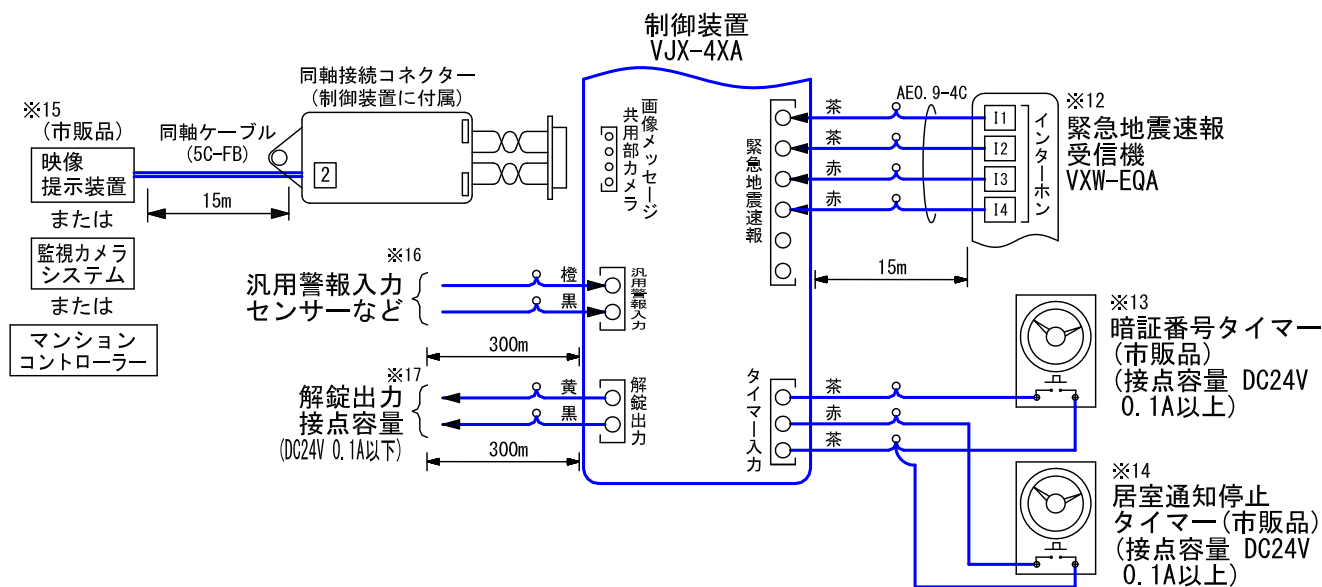 制御装置
VJX-4XA
同軸接続コネクター
(制御装置に付属)
※15
(市販品)
映像
提示装置
または
監視カメラ
システム
または
マンション
コントローラー
同軸ケーブル
(5C-FB)
15m
2
画像メッセージ
共用部カメラ
緊急地震速報
茶
茶
赤
赤
AE0.9-4C
I1
I2
I3
I4
インターホン
※12
緊急地震速報
受信機
VXW-EQA
15m
※16
汎用警報入力
センサーなど
橙
黒
汎用警報入力
300m
※17
解錠出力
接点容量
(DC24V 0.1A以下)
黄
黒
解錠出力
300m
タイマー入力
茶
赤
茶
※13
暗証番号タイマー
(市販品)
(接点容量 DC24V
0.1A以上)
※14
居室通知停止
タイマー(市販品)
(接点容量 DC24V
0.1A以上)